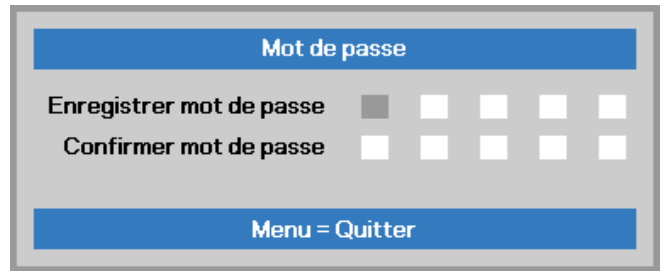 Mot de passe
Enregistrer mot de passe
Confirmer mot de passe
Menu = Quitter